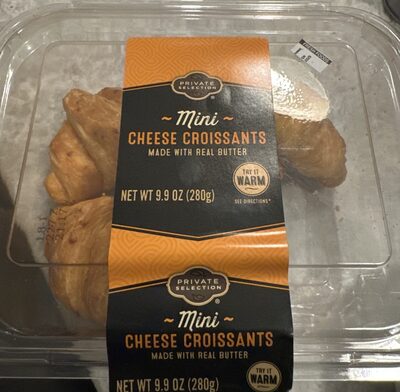 FRESH FOODS
PRIVATE
SELECTION
®
~ Mini ~
CHEESE CROISSANTS
MADE WITH REAL BUTTER
TRY IT
WARM
NET WT 9.9 OZ (280g)
SEE DIRECTIONS*
PRIVATE
SELECTION
®
~ Mini ~
CHEESE CROISSANTS
MADE WITH REAL BUTTER
TRY IT
WARM
NET WT 9.9 OZ (280g)